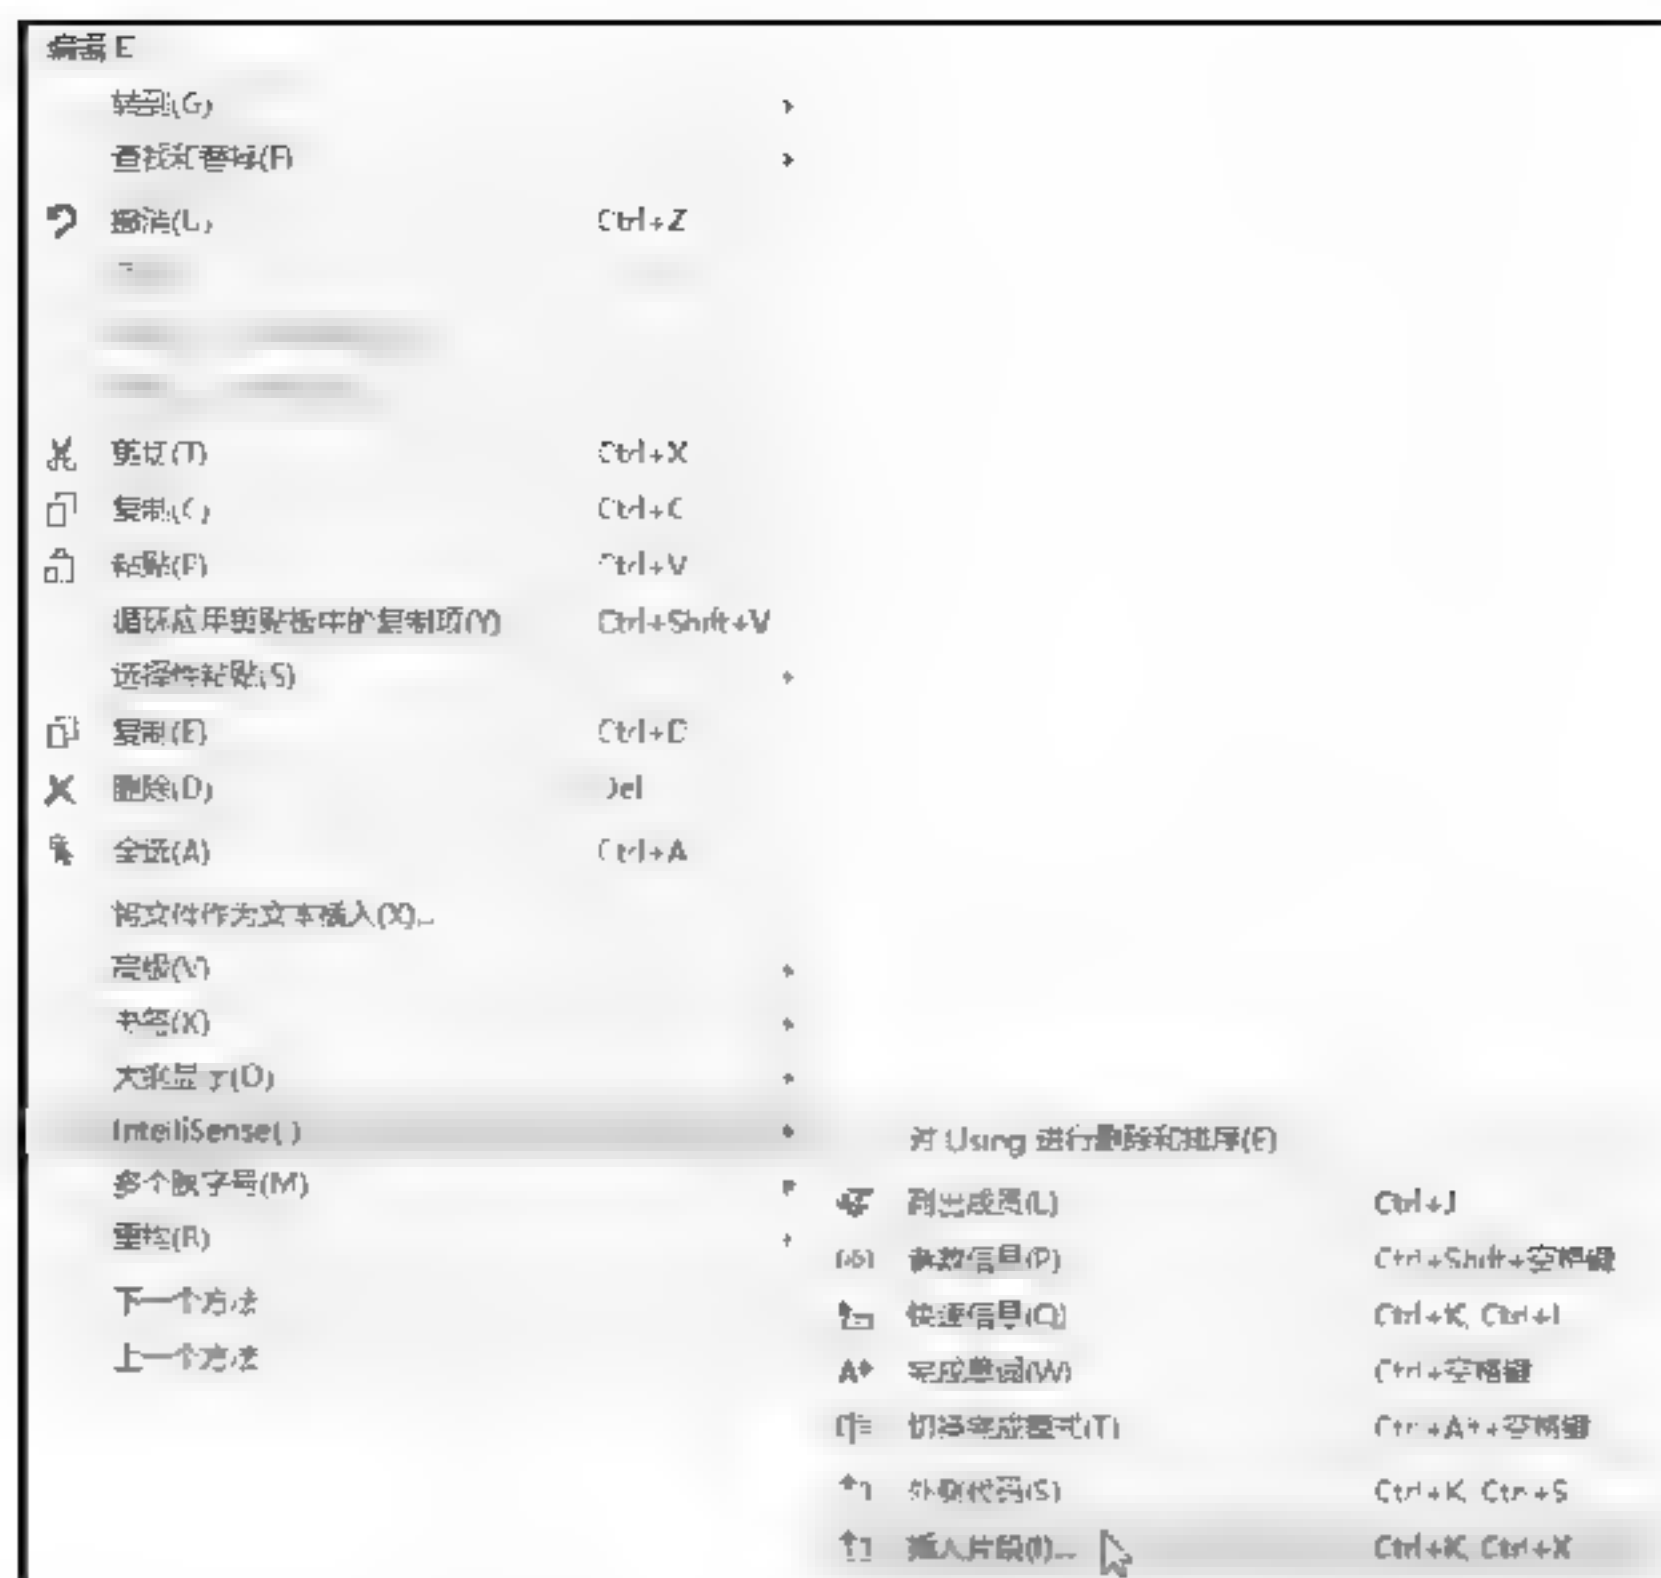 编辑 E
转到(G)
查找和替换(F)
撤消(U) Ctrl+Z
剪切(T) Ctrl+X
复制(C) Ctrl+C
粘贴(P) Ctrl+V
循环应用剪贴板中的复制项(Y) Ctrl+Shift+V
选择性粘贴(S)
复制(E) Ctrl+D
删除(D) Del
全选(A) Ctrl+A
将文件作为文本插入(X)...
高级(V)
书签(K)
大纲显示(O)
IntelliSense( )
多个脱字号(M)
重构(R)
下一个方法
上一个方法
对 Using 进行删除和排序(E)
列出成员(L) Ctrl+J
参数信息(P) Ctrl+Shift+空格键
快速信息(Q) Ctrl+K, Ctrl+I
完成单词(W) Ctrl+空格键
切换完成模式(T) Ctrl+Alt+空格键
外侧代码(S) Ctrl+K, Ctrl+S
插入片段(I)... Ctrl+K, Ctrl+X